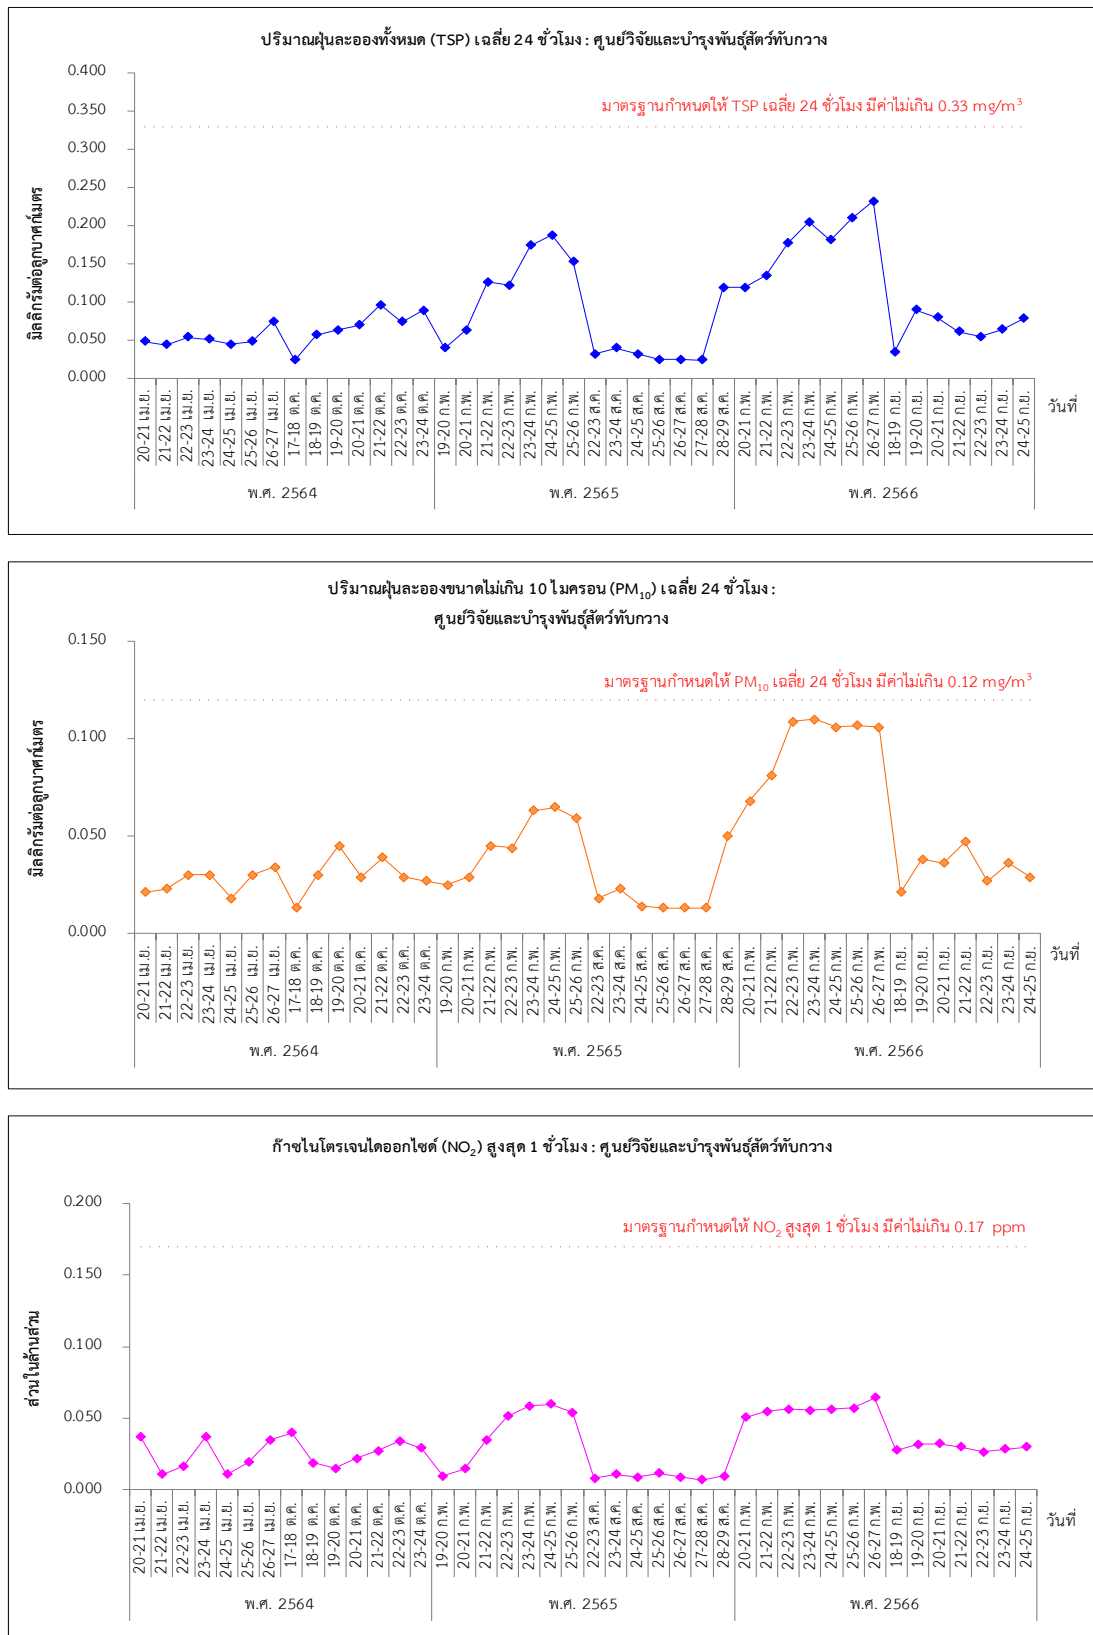 ปริมาณฝุ่นละอองทั้งหมด (TSP) เฉลี่ย 24 ชั่วโมง : ศูนย์วิจัยและบำรุงพันธุ์สัตว์ทับกวาง
0.400
มาตรฐานกำหนดให้ TSP เฉลี่ย 24 ชั่วโมง มีค่าไม่เกิน 0.33 mg/m³
0.350
0.300
0.250
0.200
0.150
0.100
0.050
0.000
มิลลิกรัมต่อลูกบาศก์เมตร
20-21 เม.ย.
21-22 เม.ย.
22-23 เม.ย.
23-24 เม.ย.
24-25 เม.ย.
25-26 เม.ย.
26-27 เม.ย.
17-18 ต.ค.
18-19 ต.ค.
19-20 ต.ค.
20-21 ต.ค.
21-22 ต.ค.
22-23 ต.ค.
23-24 ต.ค.
19-20 ก.พ.
20-21 ก.พ.
21-22 ก.พ.
22-23 ก.พ.
23-24 ก.พ.
24-25 ก.พ.
25-26 ก.พ.
22-23 ส.ค.
23-24 ส.ค.
24-25 ส.ค.
25-26 ส.ค.
26-27 ส.ค.
27-28 ส.ค.
28-29 ส.ค.
20-21 ก.พ.
21-22 ก.พ.
22-23 ก.พ.
23-24 ก.พ.
24-25 ก.พ.
25-26 ก.พ.
26-27 ก.พ.
18-19 ก.ย.
19-20 ก.ย.
20-21 ก.ย.
21-22 ก.ย.
22-23 ก.ย.
23-24 ก.ย.
24-25 ก.ย.
วันที่
พ.ศ. 2564 พ.ศ. 2565 พ.ศ. 2566
ปริมาณฝุ่นละอองขนาดไม่เกิน 10 ไมครอน (PM₁₀) เฉลี่ย 24 ชั่วโมง :
ศูนย์วิจัยและบำรุงพันธุ์สัตว์ทับกวาง
0.150
มาตรฐานกำหนดให้ PM₁₀ เฉลี่ย 24 ชั่วโมง มีค่าไม่เกิน 0.12 mg/m³
0.100
0.050
0.000
มิลลิกรัมต่อลูกบาศก์เมตร
20-21 เม.ย.
21-22 เม.ย.
22-23 เม.ย.
23-24 เม.ย.
24-25 เม.ย.
25-26 เม.ย.
26-27 เม.ย.
17-18 ต.ค.
18-19 ต.ค.
19-20 ต.ค.
20-21 ต.ค.
21-22 ต.ค.
22-23 ต.ค.
23-24 ต.ค.
19-20 ก.พ.
20-21 ก.พ.
21-22 ก.พ.
22-23 ก.พ.
23-24 ก.พ.
24-25 ก.พ.
25-26 ก.พ.
22-23 ส.ค.
23-24 ส.ค.
24-25 ส.ค.
25-26 ส.ค.
26-27 ส.ค.
27-28 ส.ค.
28-29 ส.ค.
20-21 ก.พ.
21-22 ก.พ.
22-23 ก.พ.
23-24 ก.พ.
24-25 ก.พ.
25-26 ก.พ.
26-27 ก.พ.
18-19 ก.ย.
19-20 ก.ย.
20-21 ก.ย.
21-22 ก.ย.
22-23 ก.ย.
23-24 ก.ย.
24-25 ก.ย.
วันที่
พ.ศ. 2564 พ.ศ. 2565 พ.ศ. 2566
ก๊าซไนโตรเจนไดออกไซด์ (NO₂) สูงสุด 1 ชั่วโมง : ศูนย์วิจัยและบำรุงพันธุ์สัตว์ทับกวาง
0.200
มาตรฐานกำหนดให้ NO₂ สูงสุด 1 ชั่วโมง มีค่าไม่เกิน 0.17 ppm
0.150
0.100
0.050
0.000
ส่วนในล้านส่วน
20-21 เม.ย.
21-22 เม.ย.
22-23 เม.ย.
23-24 เม.ย.
24-25 เม.ย.
25-26 เม.ย.
26-27 เม.ย.
17-18 ต.ค.
18-19 ต.ค.
19-20 ต.ค.
20-21 ต.ค.
21-22 ต.ค.
22-23 ต.ค.
23-24 ต.ค.
19-20 ก.พ.
20-21 ก.พ.
21-22 ก.พ.
22-23 ก.พ.
23-24 ก.พ.
24-25 ก.พ.
25-26 ก.พ.
22-23 ส.ค.
23-24 ส.ค.
24-25 ส.ค.
25-26 ส.ค.
26-27 ส.ค.
27-28 ส.ค.
28-29 ส.ค.
20-21 ก.พ.
21-22 ก.พ.
22-23 ก.พ.
23-24 ก.พ.
24-25 ก.พ.
25-26 ก.พ.
26-27 ก.พ.
18-19 ก.ย.
19-20 ก.ย.
20-21 ก.ย.
21-22 ก.ย.
22-23 ก.ย.
23-24 ก.ย.
24-25 ก.ย.
วันที่
พ.ศ. 2564 พ.ศ. 2565 พ.ศ. 2566